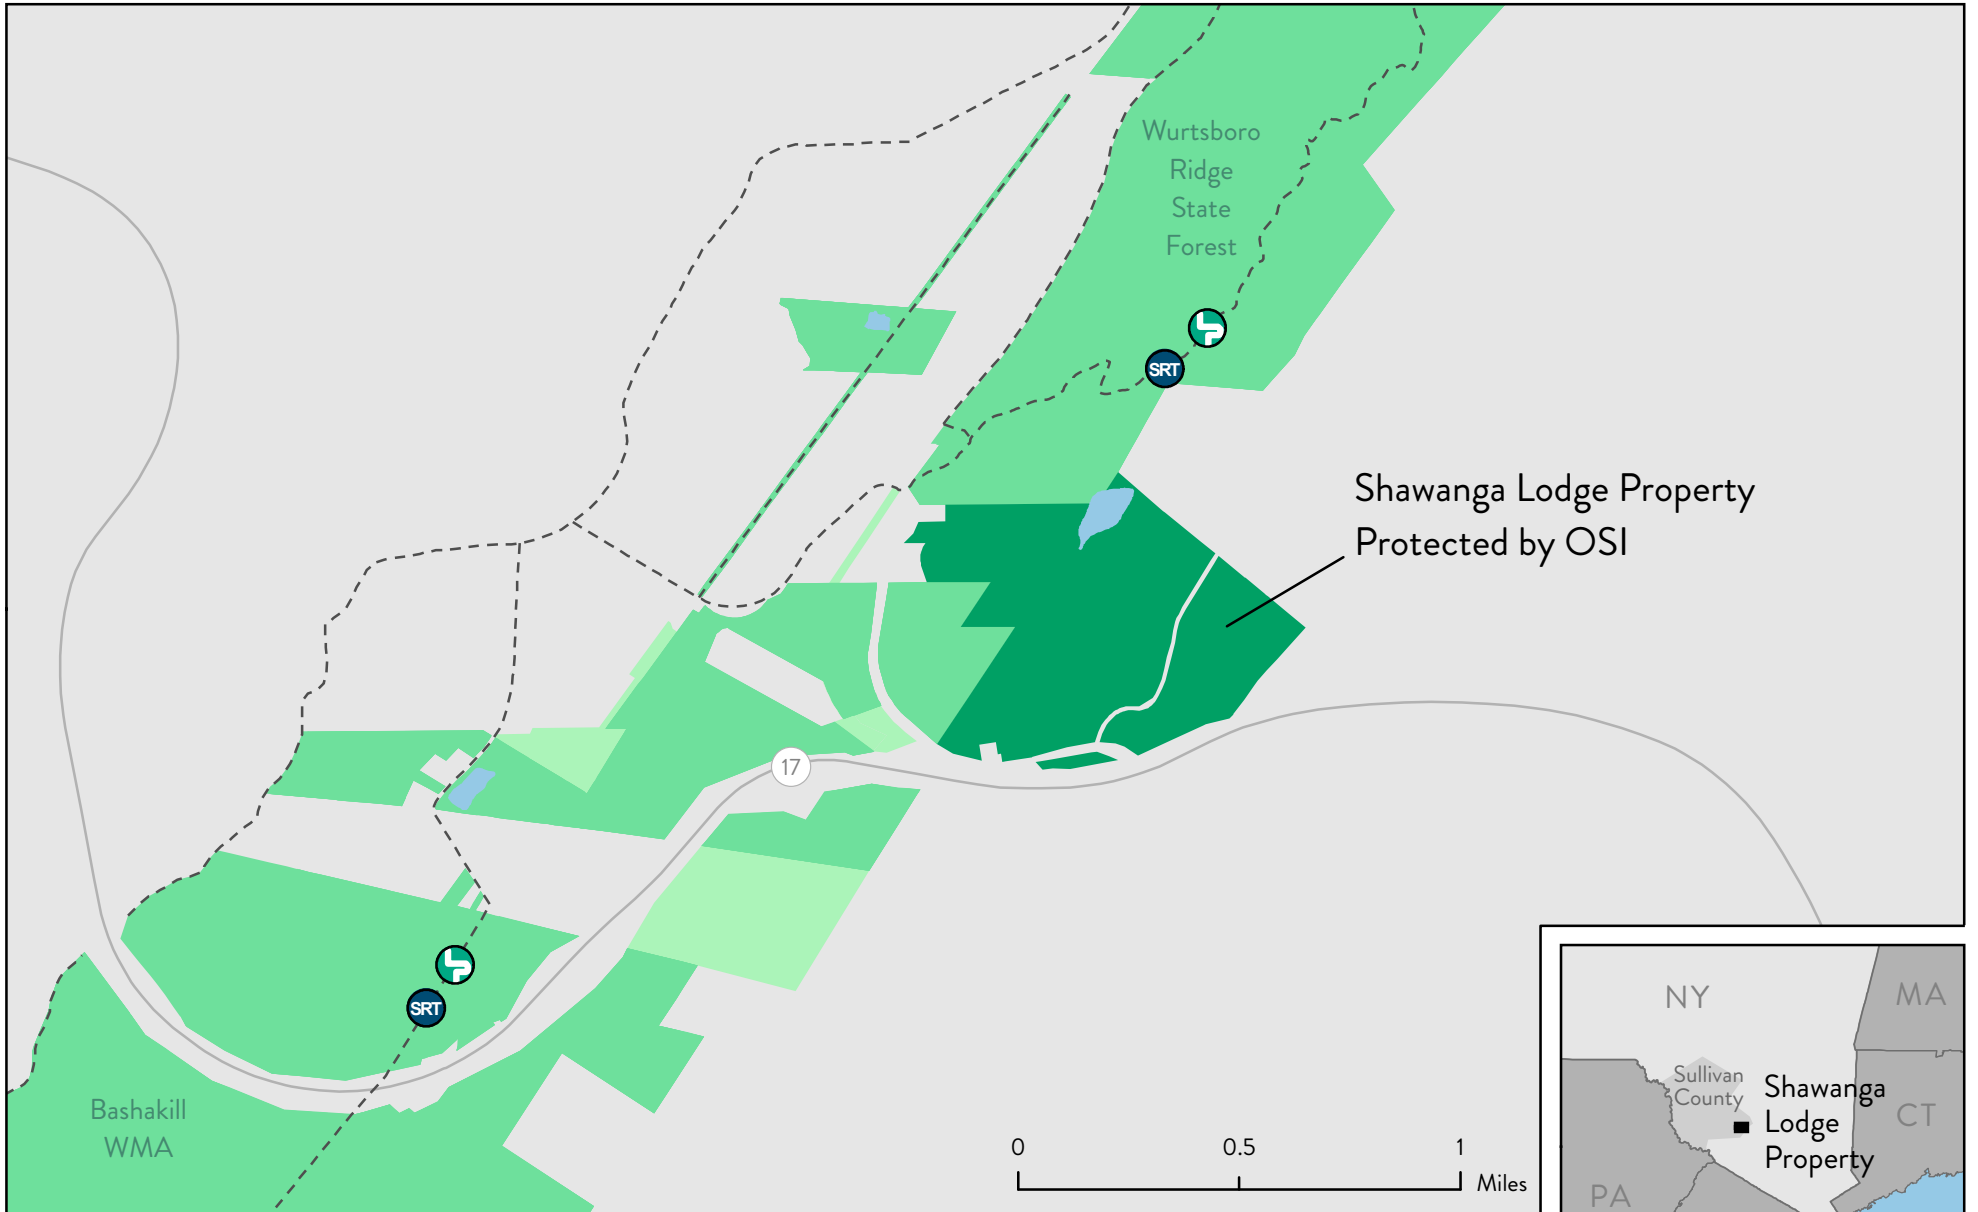 Wurtsboro
Ridge
State
Forest
SRT
Shawanga Lodge Property
Protected by OSI
17
SRT
Bashakill
WMA
0 0.5 1
Miles
NY
MA
Sullivan
County
Shawanga
Lodge
Property
CT
PA